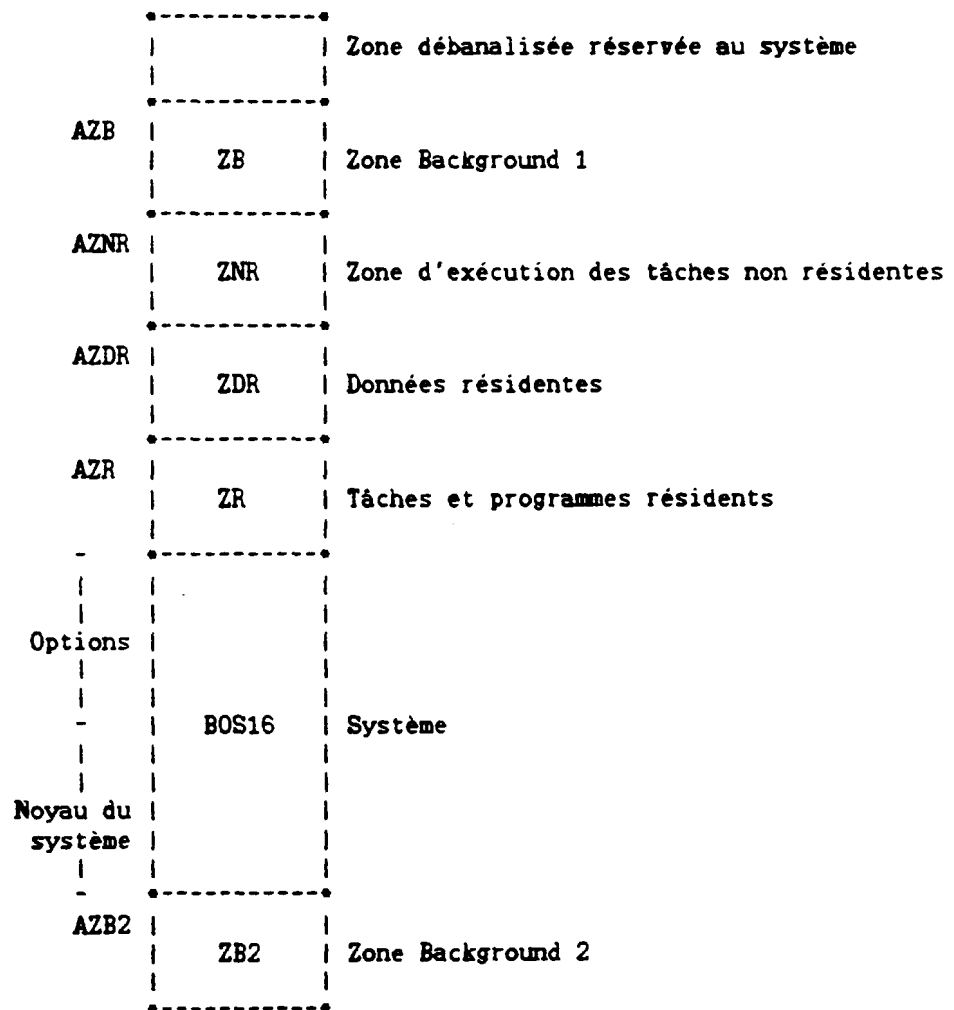 Zone débanalisée réservée au système
AZB
ZB Zone Background 1
AZNR
ZNR Zone d'exécution des tâches non résidentes
AZDR
ZDR Données résidentes
AZR
ZR Tâches et programmes résidents
Options
BOS16 Système
Noyau du
système
AZB2
ZB2 Zone Background 2